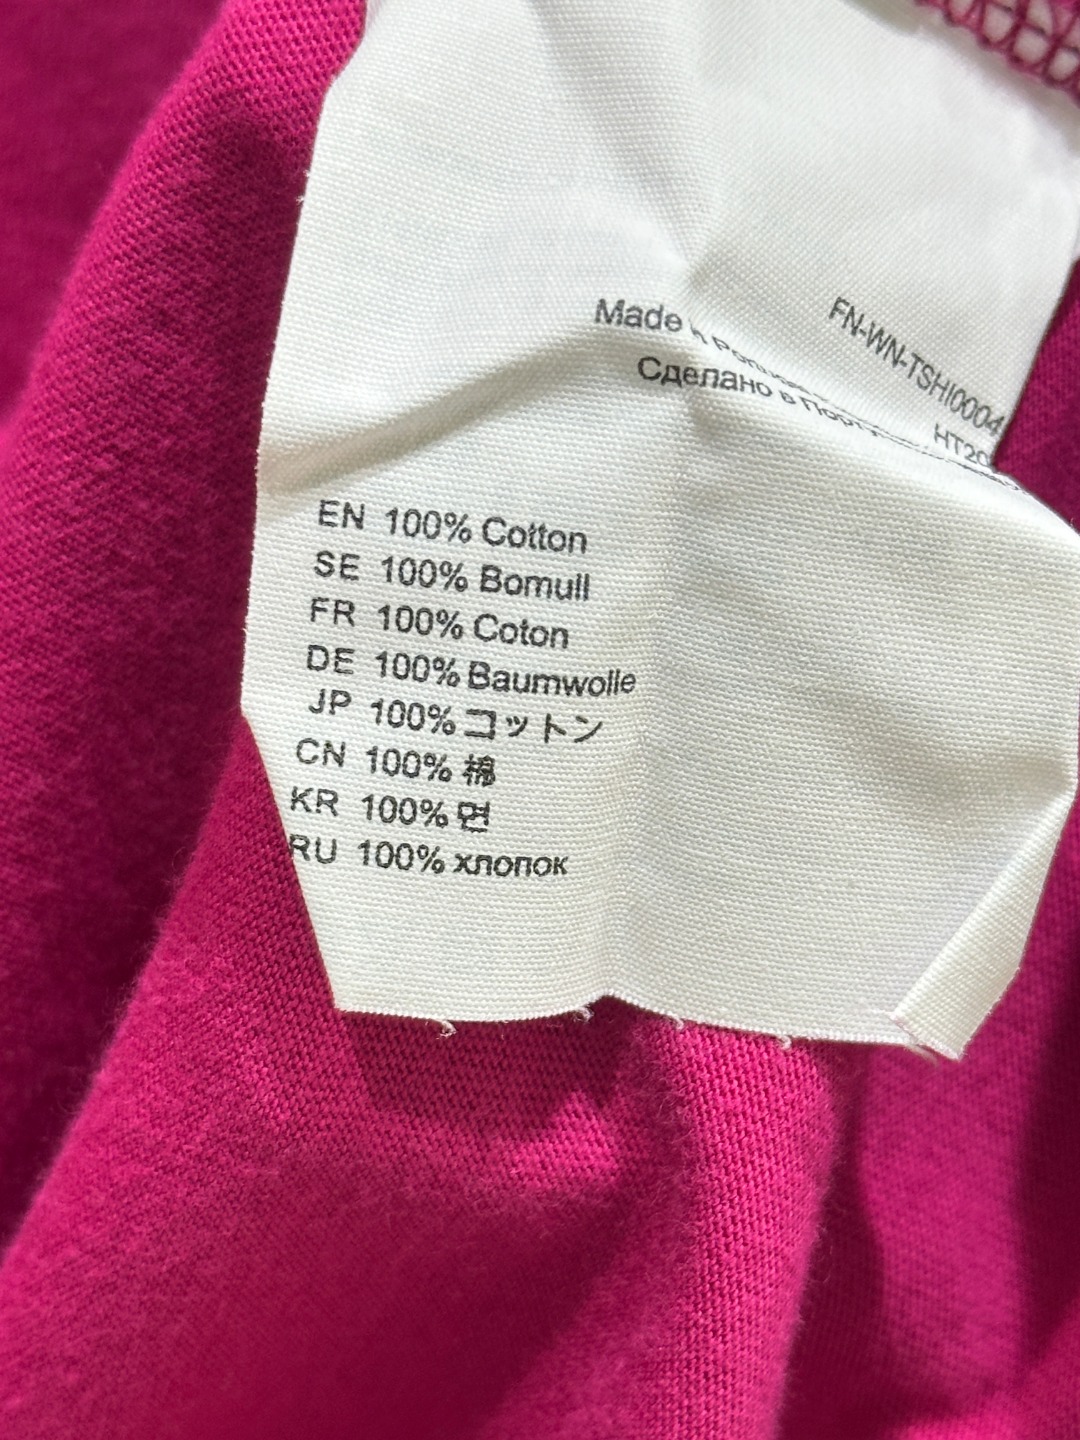 Made
Сделано в
FN-WN-TSHI0004
EN 100% Cotton
SE 100% Bomull
FR 100% Coton
DE 100% Baumwolle
JP 100% コットン
CN 100% 棉
KR 100% 면
RU 100% хлопок